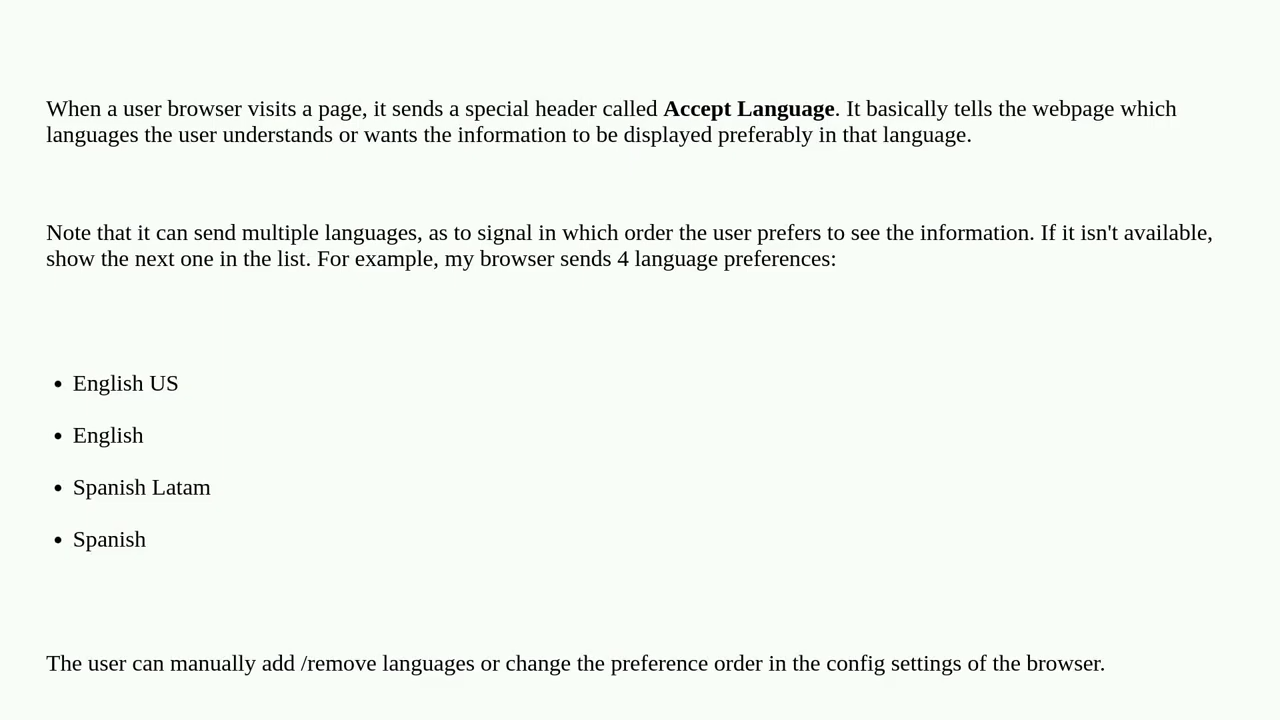 When a user browser visits a page, it sends a special header called Accept Language. It basically tells the webpage which
languages the user understands or wants the information to be displayed preferably in that language.
Note that it can send multiple languages, as to signal in which order the user prefers to see the information. If it isn't available,
show the next one in the list. For example, my browser sends 4 language preferences:
• English US
• English
• Spanish Latam
• Spanish
The user can manually add /remove languages or change the preference order in the config settings of the browser.